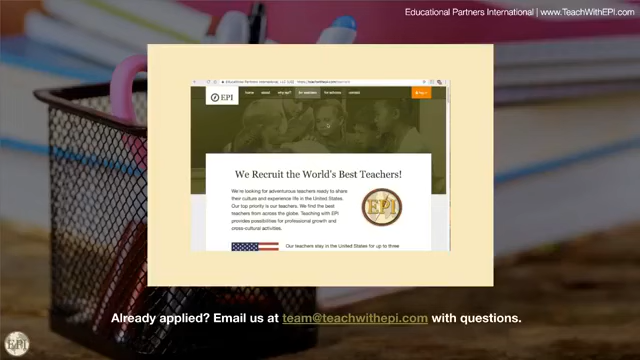 Educational Partners International | www.TeachWithEPI.com
EPI
home about why epi? for teachers for schools contact
We Recruit the World's Best Teachers!
We're looking for adventurous teachers ready to share
their culture and experience life in the United States.
Our top priority is our teachers. We find the best
teachers from across the globe. Teaching with EPI
provides possibilities for professional growth and
cross-cultural activities.
EPI
Our teachers stay in the United States for up to three
Already applied? Email us at team@teachwithepi.com with questions.
EPI